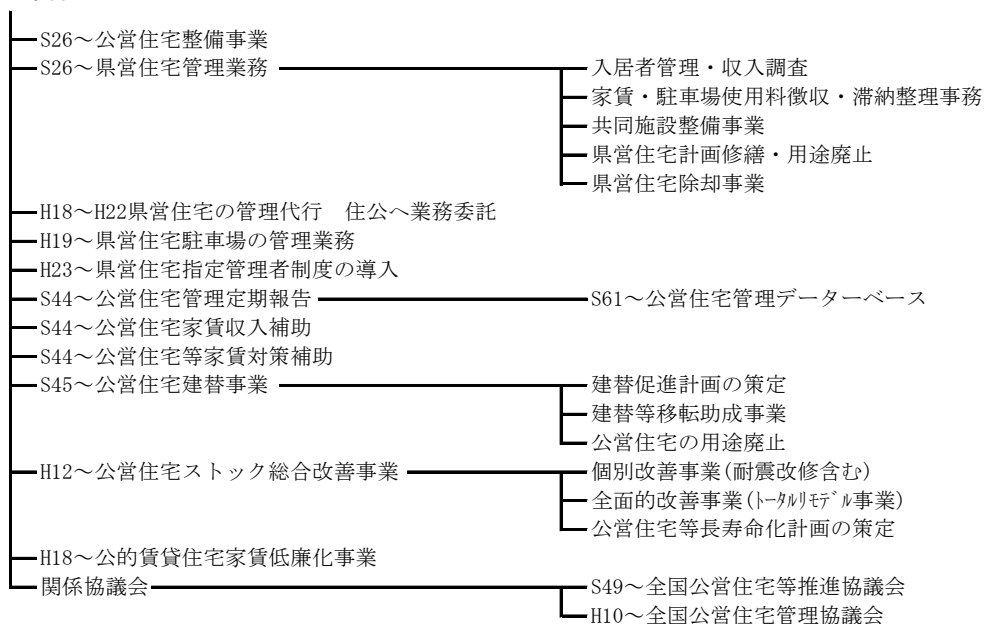 S26～公営住宅整備事業
S26～県営住宅管理業務
入居者管理・収入調査
家賃・駐車場使用料徴収・滞納整理事務
共同施設整備事業
県営住宅計画修繕・用途廃止
県営住宅除却事業
H18～H22県営住宅の管理代行　住公へ業務委託
H19～県営住宅駐車場の管理業務
H23～県営住宅指定管理者制度の導入
S44～公営住宅管理定期報告
S61～公営住宅管理データーベース
S44～公営住宅家賃収入補助
S44～公営住宅等家賃対策補助
S45～公営住宅建替事業
建替促進計画の策定
建替等移転助成事業
公営住宅の用途廃止
H12～公営住宅ストック総合改善事業
個別改善事業(耐震改修含む)
全面的改善事業(ﾄｰﾀﾙﾘﾓﾃﾞﾙ事業)
公営住宅等長寿命化計画の策定
H18～公的賃貸住宅家賃低廉化事業
関係協議会
S49～全国公営住宅等推進協議会
H10～全国公営住宅管理協議会